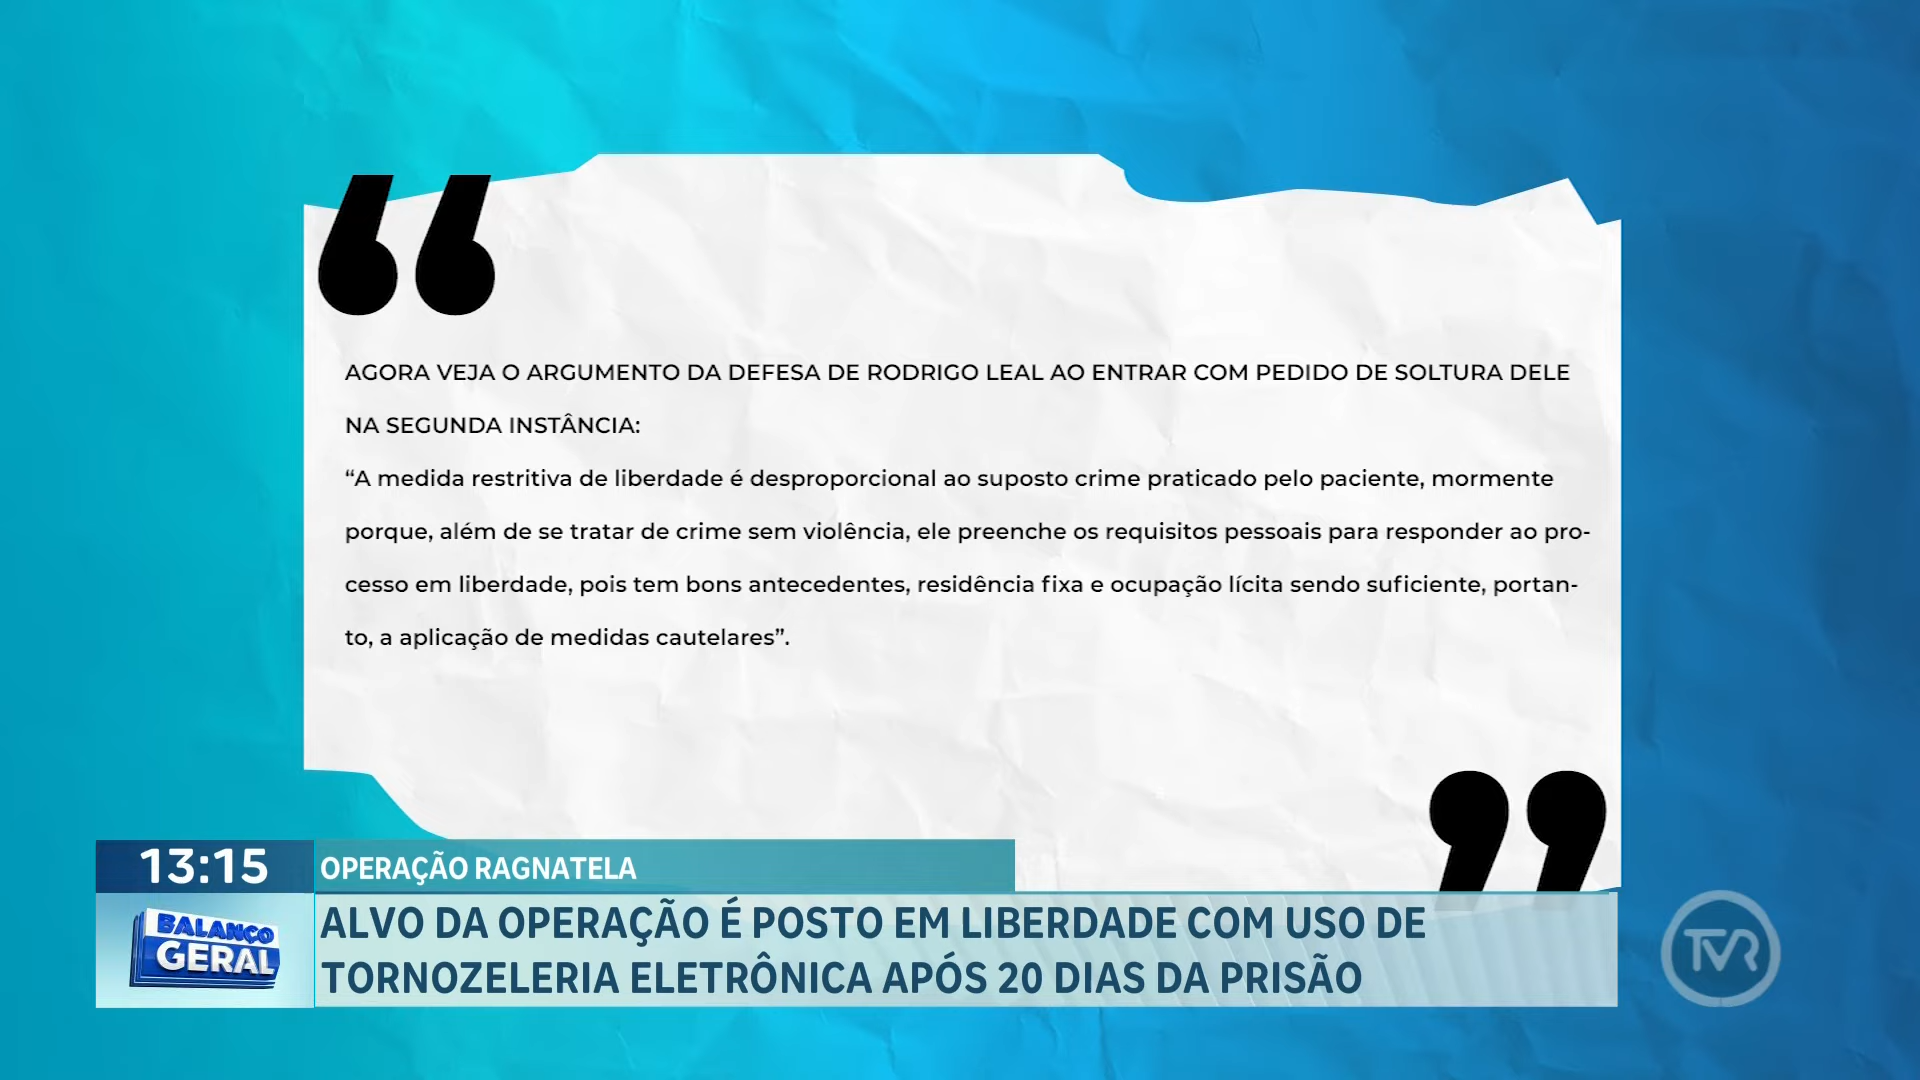 “
AGORA VEJA O ARGUMENTO DA DEFESA DE RODRIGO LEAL AO ENTRAR COM PEDIDO DE SOLTURA DELE
NA SEGUNDA INSTÂNCIA:
“A medida restritiva de liberdade é desproporcional ao suposto crime praticado pelo paciente, mormente
porque, além de se tratar de crime sem violência, ele preenche os requisitos pessoais para responder ao pro-
cesso em liberdade, pois tem bons antecedentes, residência fixa e ocupação lícita sendo suficiente, portan-
to, a aplicação de medidas cautelares”.
”
13:15
OPERAÇÃO RAGNATELA
BALANÇO
GERAL
ALVO DA OPERAÇÃO É POSTO EM LIBERDADE COM USO DE
TORNOZELERIA ELETRÔNICA APÓS 20 DIAS DA PRISÃO
TVR